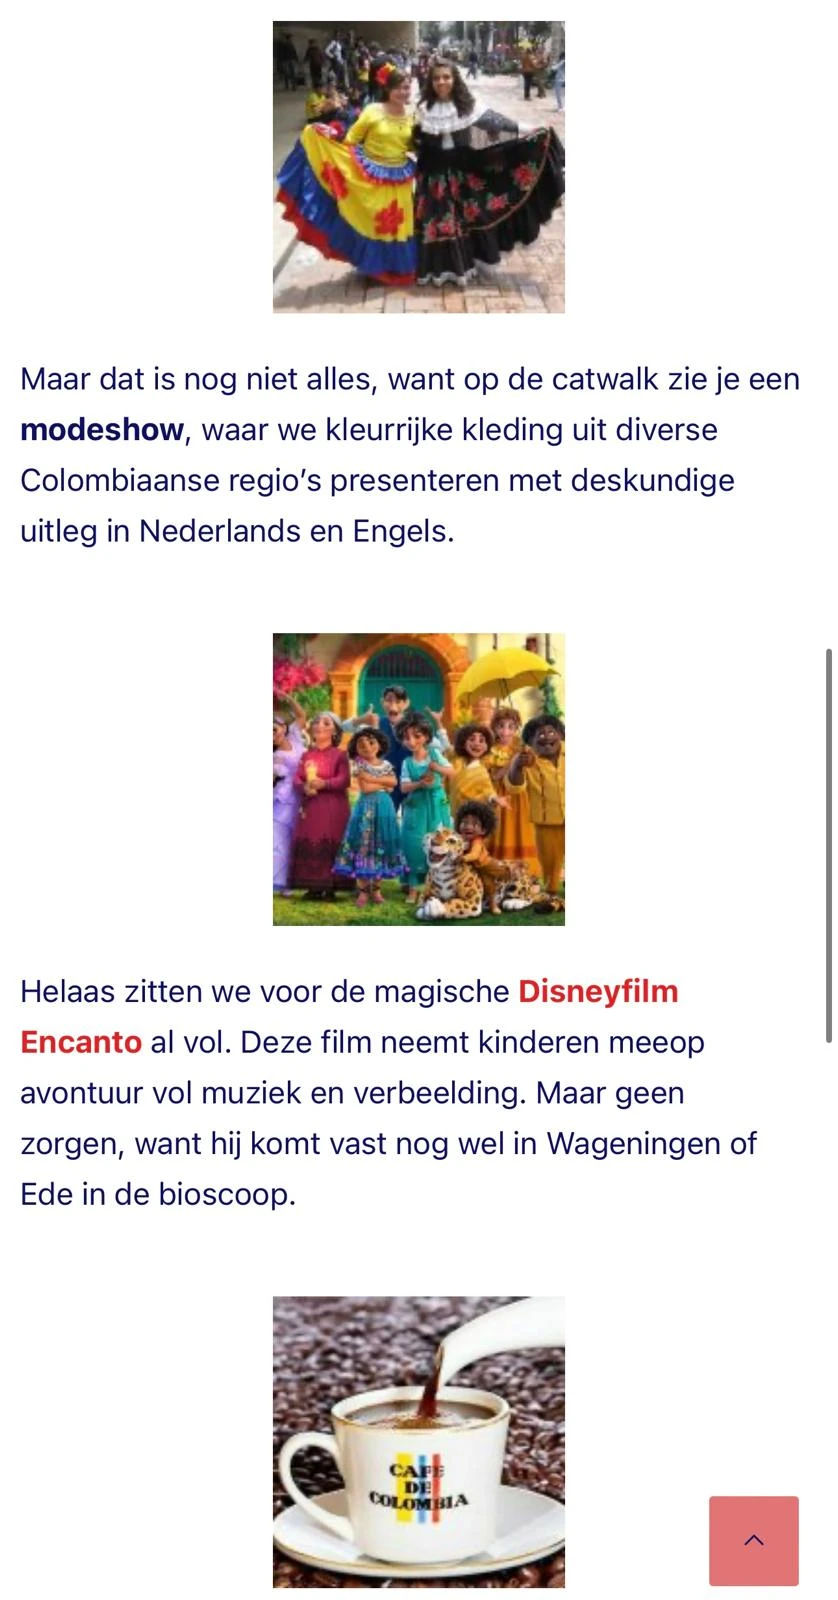 Maar dat is nog niet alles, want op de catwalk zie je een
modeshow, waar we kleurrijke kleding uit diverse
Colombiaanse regio’s presenteren met deskundige
uitleg in Nederlands en Engels.
Helaas zitten we voor de magische Disneyfilm
Encanto al vol. Deze film neemt kinderen meeop
avontuur vol muziek en verbeelding. Maar geen
zorgen, want hij komt vast nog wel in Wageningen of
Ede in de bioscoop.
CAFE
DE
COLOMBIA